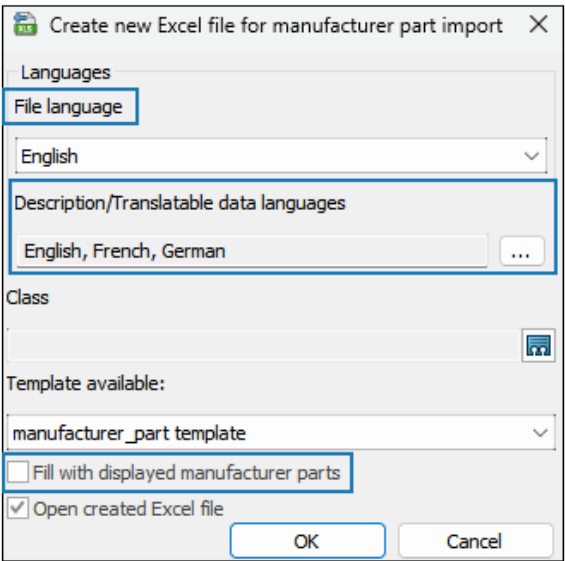 Create new Excel file for manufacturer part import
Languages
File language
English
Description/Translatable data languages
English, French, German
...
Class
Template available:
manufacturer_part template
Fill with displayed manufacturer parts
Open created Excel file
OK
Cancel